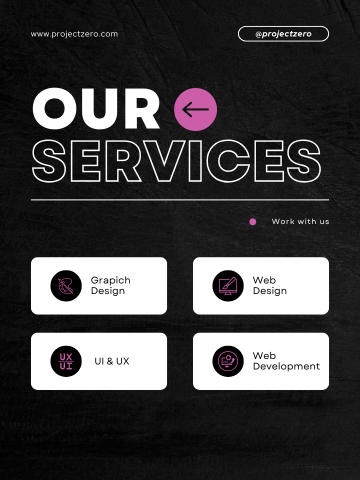 www.projectzero.com
@projectzero
OUR
SERVICES
Work with us
Grapich
Design
Web
Design
UX
UI
UI & UX
Web
Development